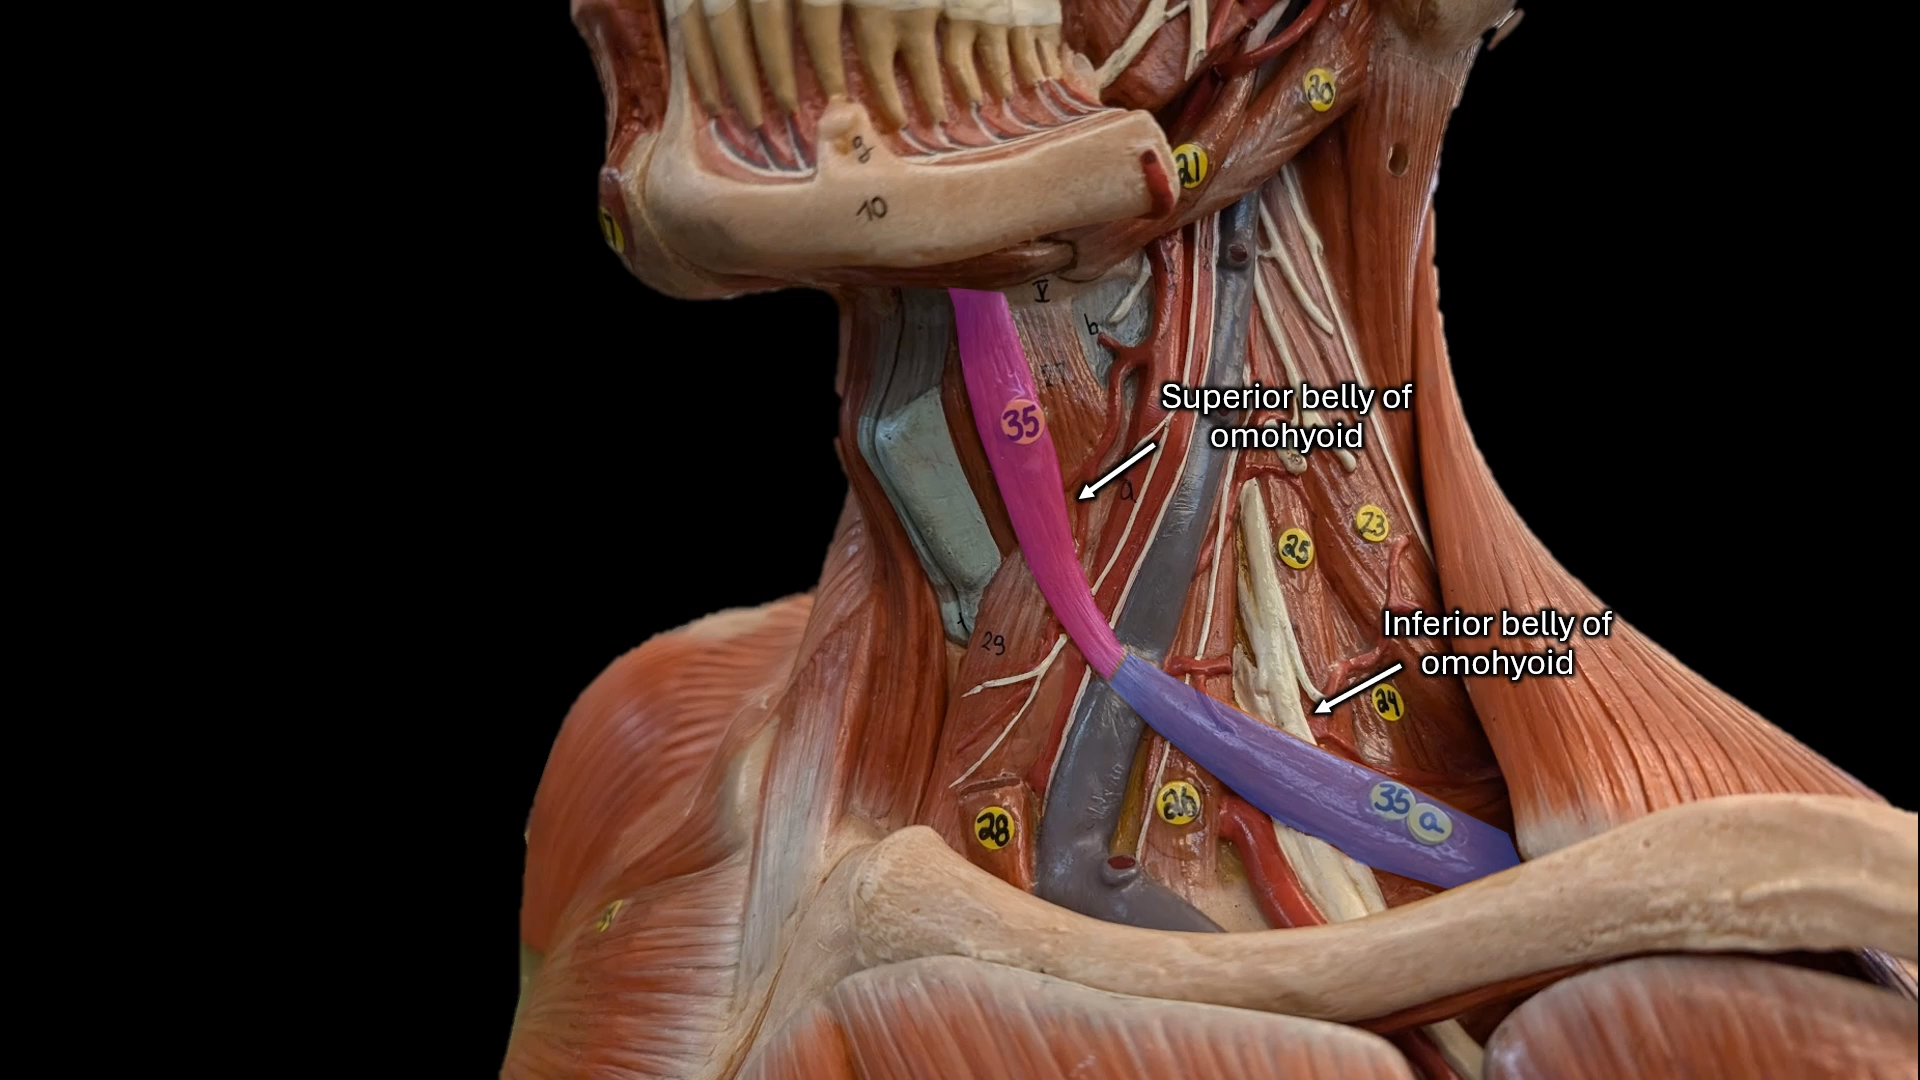 20
21
9
10
V
b
35
Superior belly of
omohyoid
a
23
25
29
Inferior belly of
omohyoid
24
35 a
26
28